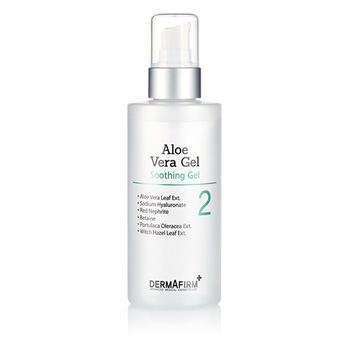 Aloe
Vera Gel
Soothing Gel
• Aloe Vera Leaf Ext.
• Sodium Hyaluronate
• Red Nephrite
• Betaine
• Portulaca Oleracea Ext.
• Witch Hazel Leaf Ext.
2
DERMAFIRM+